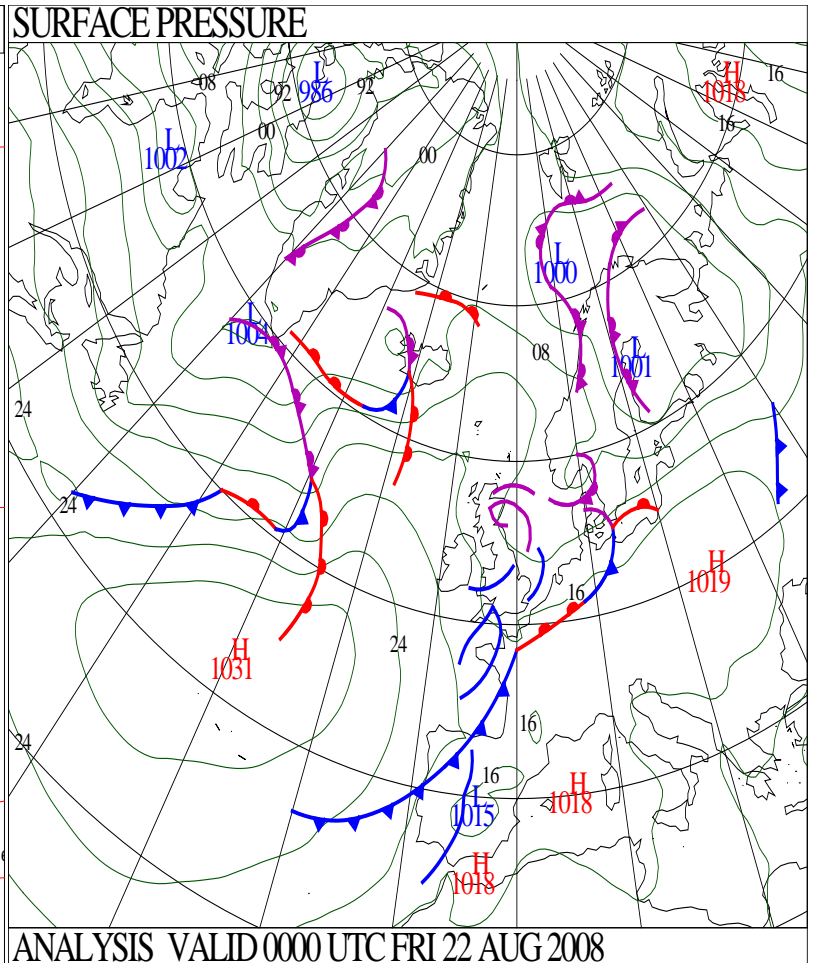 SURFACE PRESSURE
L
986
H
1018
16
08
92
92
00
16
L
1002
00
L
1000
L
1004
08
L
1001
24
24
H
1019
16
24
H
1031
16
24
16
H
1018
L
1015
H
1018
ANALYSIS VALID 0000 UTC FRI 22 AUG 2008